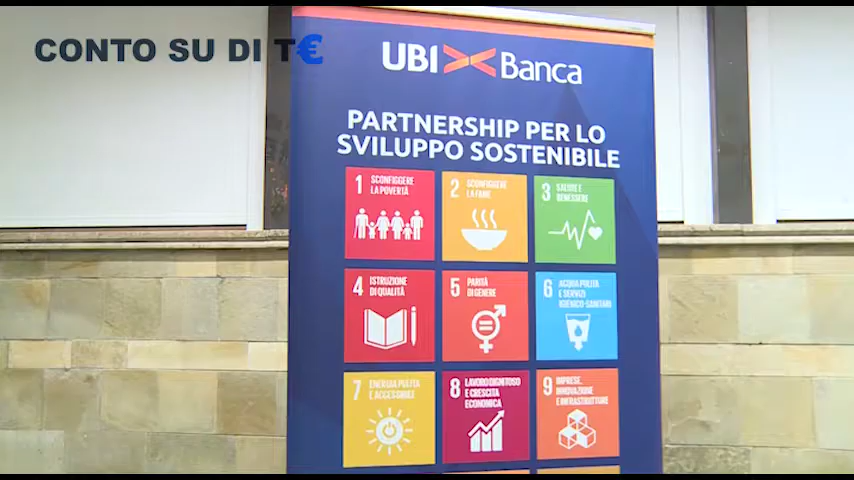 CONTO SU DI T€
UBI Banca
PARTNERSHIP PER LO
SVILUPPO SOSTENIBILE
1 SCONFIGGERE
LA POVERTÀ
2 SCONFIGGERE
LA FAME
3 SALUTE E
BENESSERE
4 ISTRUZIONE
DI QUALITÀ
5 PARITÀ
DI GENERE
6 ACQUA PULITA
E SERVIZI
IGIENICO-SANITARI
7 ENERGIA PULITA
E ACCESSIBILE
8 LAVORO DIGNITOSO
E CRESCITA
ECONOMICA
9 IMPRESE,
INNOVAZIONE
E INFRASTRUTTURE